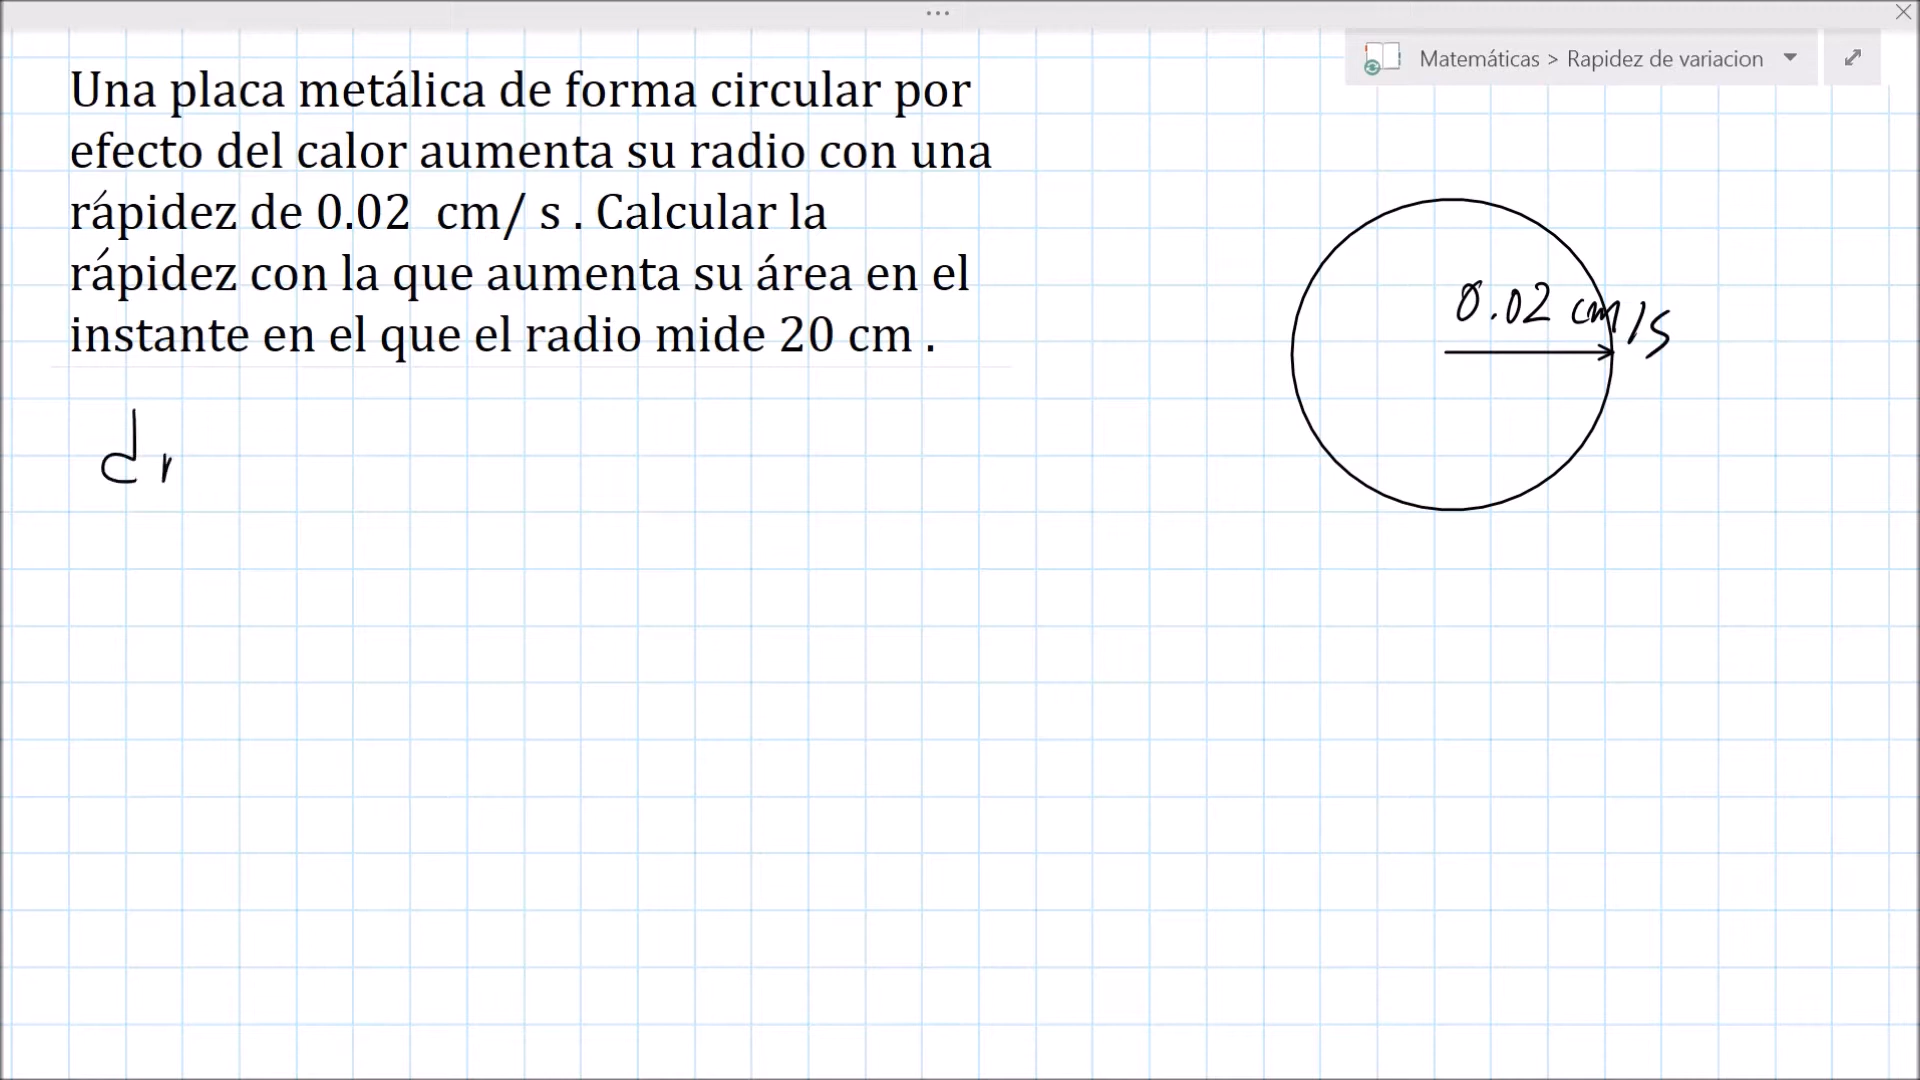 Matemáticas > Rapidez de variacion
Una placa metálica de forma circular por
efecto del calor aumenta su radio con una
rápidez de 0.02 cm/ s . Calcular la
rápidez con la que aumenta su área en el
instante en el que el radio mide 20 cm .
0.02 cm/s
dr